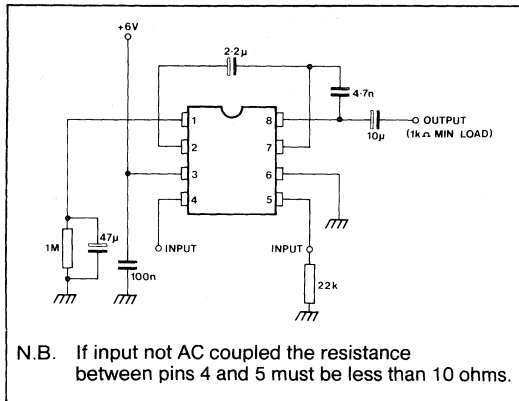 +6V
2·2µ
4·7n
10µ
OUTPUT
(1kΩ MIN LOAD)
1
2
3
4
8
7
6
5
1M
47µ
100n
INPUT
INPUT
22k
N.B. If input not AC coupled the resistance
between pins 4 and 5 must be less than 10 ohms.